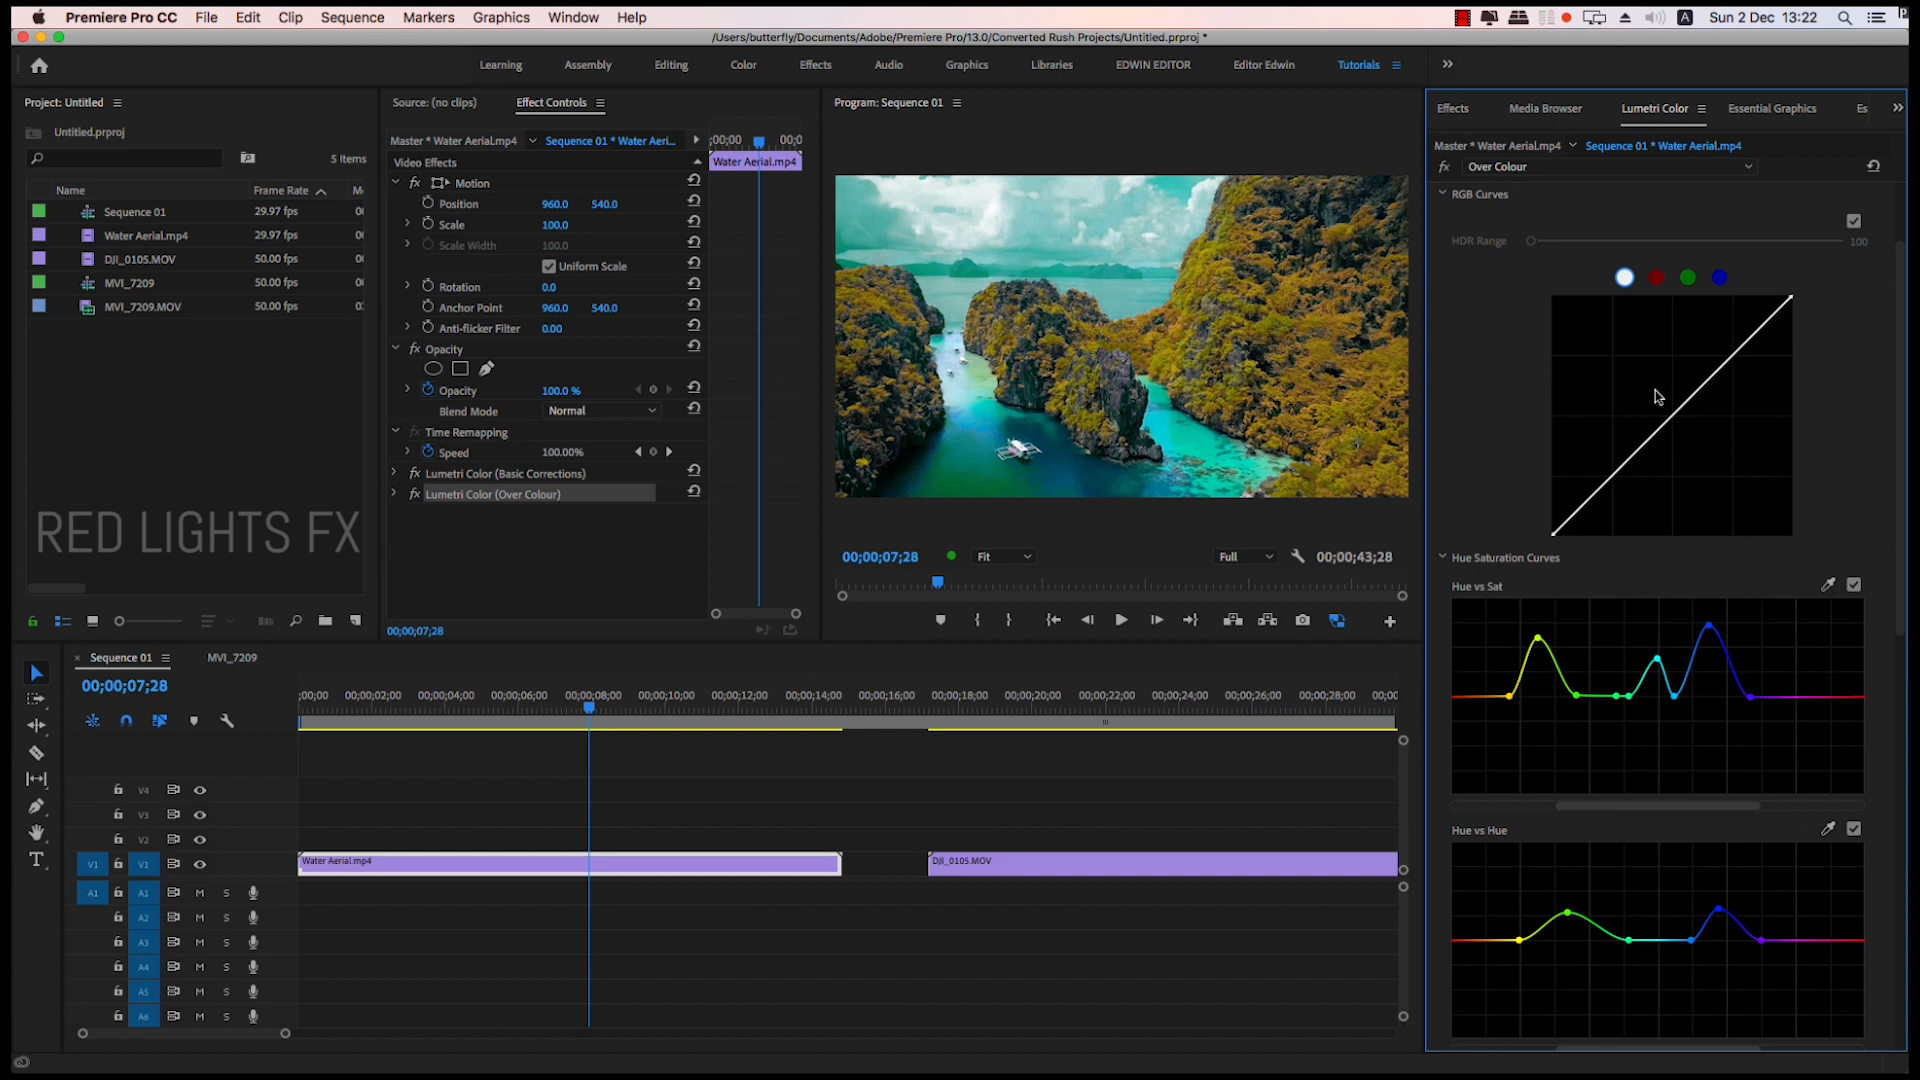 Premiere Pro CC File Edit Clip Sequence Markers Graphics Window Help
A Sun 2 Dec 13:22
/Users/butterfly/Documents/Adobe/Premiere Pro/13.0/Converted Rush Projects/Untitled.prproj *
Learning Assembly Editing Color Effects Audio Graphics Libraries EDWIN EDITOR Editor Edwin Tutorials
Project: Untitled
Untitled.prproj
5 Items
Name Frame Rate
Sequence 01 29.97 fps
Water Aerial.mp4 29.97 fps
DJI_0105.MOV 50.00 fps
MVI_7209 50.00 fps
MVI_7209.MOV 50.00 fps
RED LIGHTS FX
Source: (no clips) Effect Controls
Master * Water Aerial.mp4 Sequence 01 * Water Aeri... ;00;00 00;0
Video Effects Water Aerial.mp4
fx Motion
Position 960.0 540.0
Scale 100.0
Scale Width 100.0
Uniform Scale
Rotation 0.0
Anchor Point 960.0 540.0
Anti-flicker Filter 0.00
fx Opacity
Opacity 100.0 %
Blend Mode Normal
fx Time Remapping
Speed 100.00%
fx Lumetri Color (Basic Corrections)
fx Lumetri Color (Over Colour)
00;00;07;28
Program: Sequence 01
00;00;07;28 Fit Full 00;00;43;28
Effects Media Browser Lumetri Color Essential Graphics Es
Master * Water Aerial.mp4 Sequence 01 * Water Aerial.mp4
fx Over Colour
RGB Curves
HDR Range 100
Hue Saturation Curves
Hue vs Sat
Hue vs Hue
Sequence 01 MVI_7209
00;00;07;28
;00;00 00;00;02;00 00;00;04;00 00;00;06;00 00;00;08;00 00;00;10;00 00;00;12;00 00;00;14;00 00;00;16;00 00;00;18;00 00;00;20;00 00;00;22;00 00;00;24;00 00;00;26;00 00;00;28;00 00;0
V4
V3
V2
V1 V1 Water Aerial.mp4 DJI_0105.MOV
A1 A1 M S
A2 M S
A3 M S
A4 M S
A5 M S
A6 M S
T